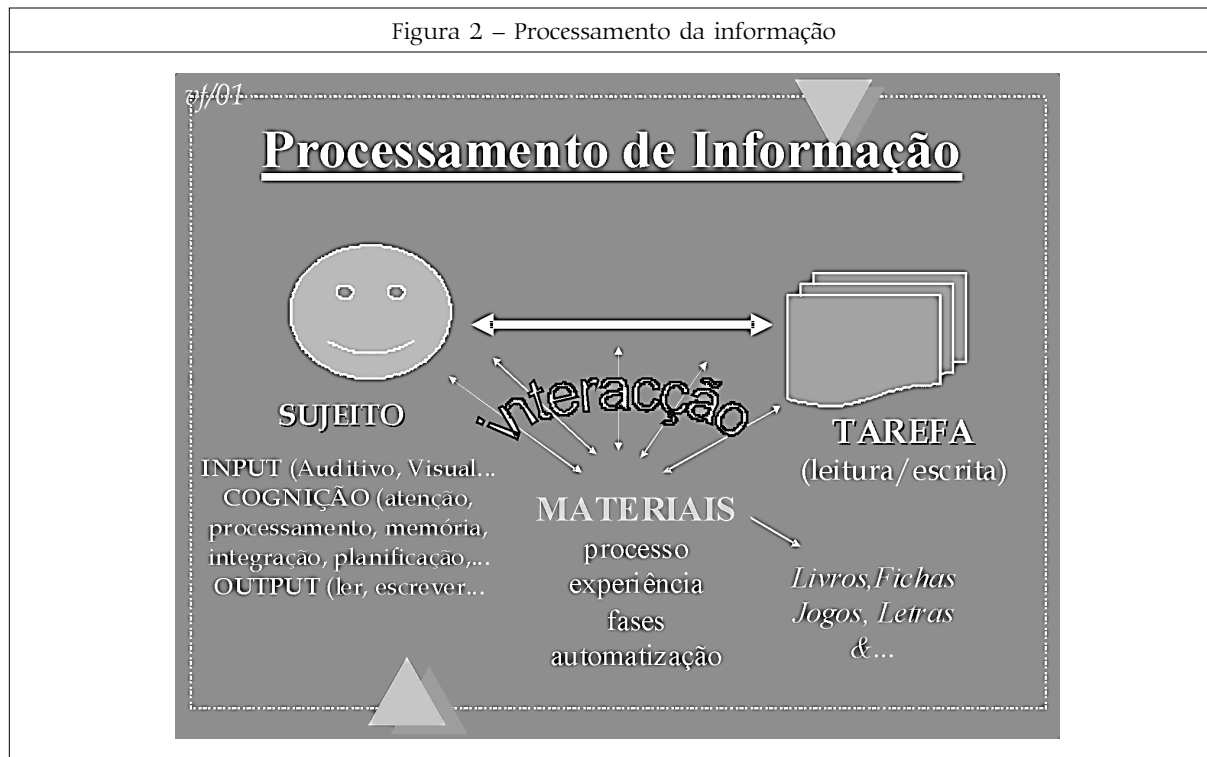 Figura 2 – Processamento da informação
vf/01
Processamento de Informação
interacção
SUJEITO
INPUT (Auditivo, Visual...
COGNIÇÃO (atenção,
processamento, memória,
integração, planificação,...
OUTPUT (ler, escrever...
MATERIAIS
processo
experiência
fases
automatização
TAREFA
(leitura/escrita)
Livros,Fichas
Jogos, Letras
&...